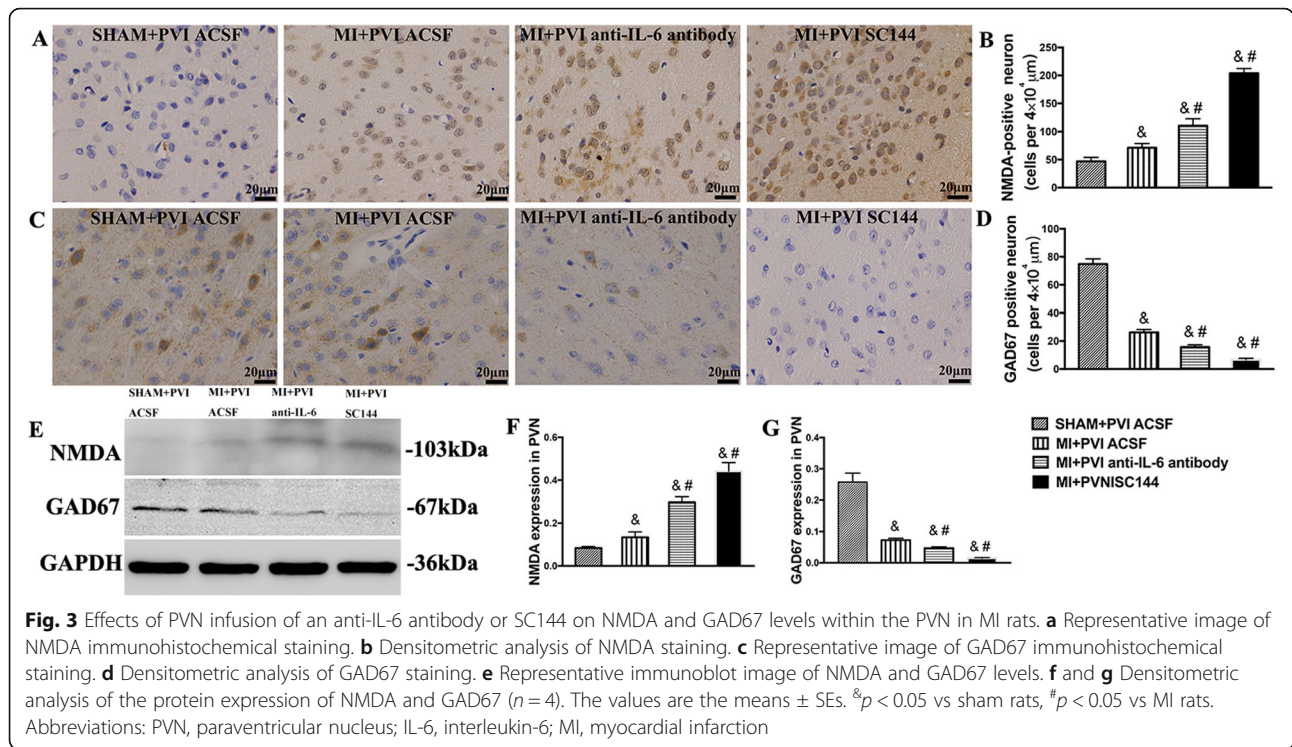 A
SHAM+PVI ACSF
MI+PVI ACSF
MI+PVI anti-IL-6 antibody
MI+PVI SC144
20μm
20μm
20μm
20μm
B
NMDA-positive neuron
(cells per 4×10⁴ μm)
250
200
150
100
50
0
&
& #
& #
C
SHAM+PVI ACSF
MI+PVI ACSF
MI+PVI anti-IL-6 antibody
MI+PVI SC144
20μm
20μm
20μm
20μm
D
GAD67 positive neuron
(cells per 4×10⁴ μm)
80
60
40
20
0
&
& #
& #
E
SHAM+PVI
ACSF
MI+PVI
ACSF
MI+PVI
anti-IL-6
MI+PVI
SC144
NMDA
-103kDa
GAD67
-67kDa
GAPDH
-36kDa
F
NMDA expression in PVN
0.6
0.4
0.2
0.0
&
& #
& #
G
GAD67 expression in PVN
0.4
0.3
0.2
0.1
0.0
&
& #
& #
SHAM+PVI ACSF
MI+PVI ACSF
MI+PVI anti-IL-6 antibody
MI+PVNISC144
Fig. 3 Effects of PVN infusion of an anti-IL-6 antibody or SC144 on NMDA and GAD67 levels within the PVN in MI rats. a Representative image of
NMDA immunohistochemical staining. b Densitometric analysis of NMDA staining. c Representative image of GAD67 immunohistochemical
staining. d Densitometric analysis of GAD67 staining. e Representative immunoblot image of NMDA and GAD67 levels. f and g Densitometric
analysis of the protein expression of NMDA and GAD67 (n = 4). The values are the means ± SEs. &p < 0.05 vs sham rats, #p < 0.05 vs MI rats.
Abbreviations: PVN, paraventricular nucleus; IL-6, interleukin-6; MI, myocardial infarction